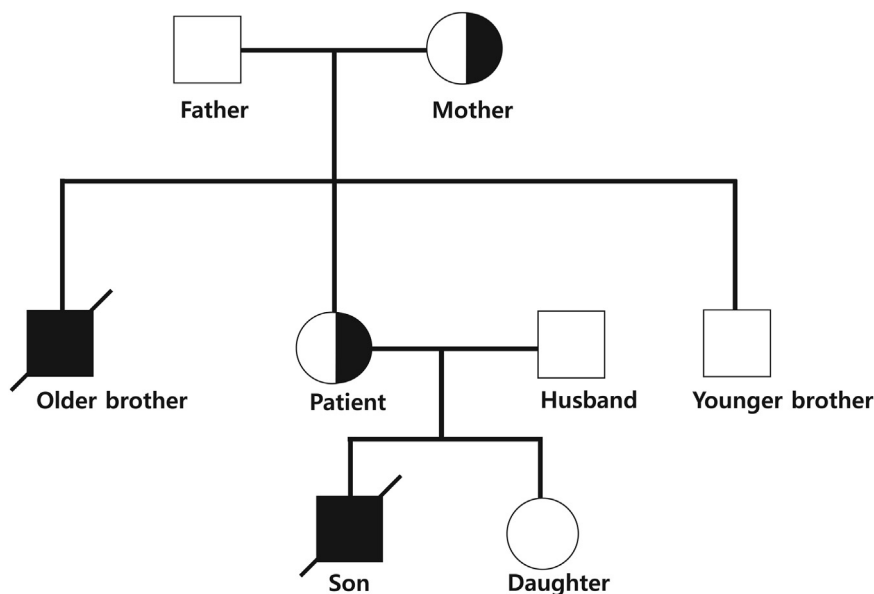 Father
Mother
Older brother
Patient
Husband
Younger brother
Son
Daughter